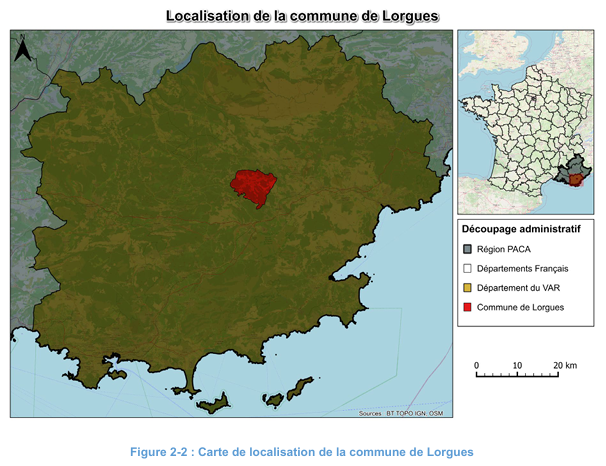 Localisation de la commune de Lorgues
N
Découpage administratif
Région PACA
Départements Français
Département du VAR
Commune de Lorgues
0 10 20 km
Sources : BT TOPO IGN, OSM
Figure 2-2 : Carte de localisation de la commune de Lorgues